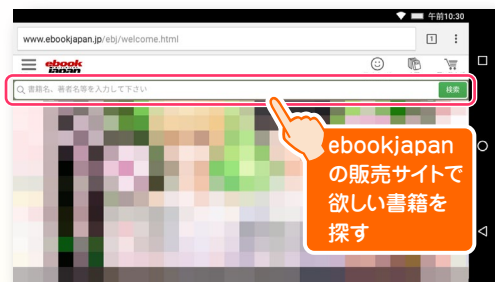 午前10:30
www.ebookjapan.jp/ebj/welcome.html
1
ebook
japan
書籍名、著者名等を入力して下さい
検索
ebookjapan
の販売サイトで
欲しい書籍を
探す